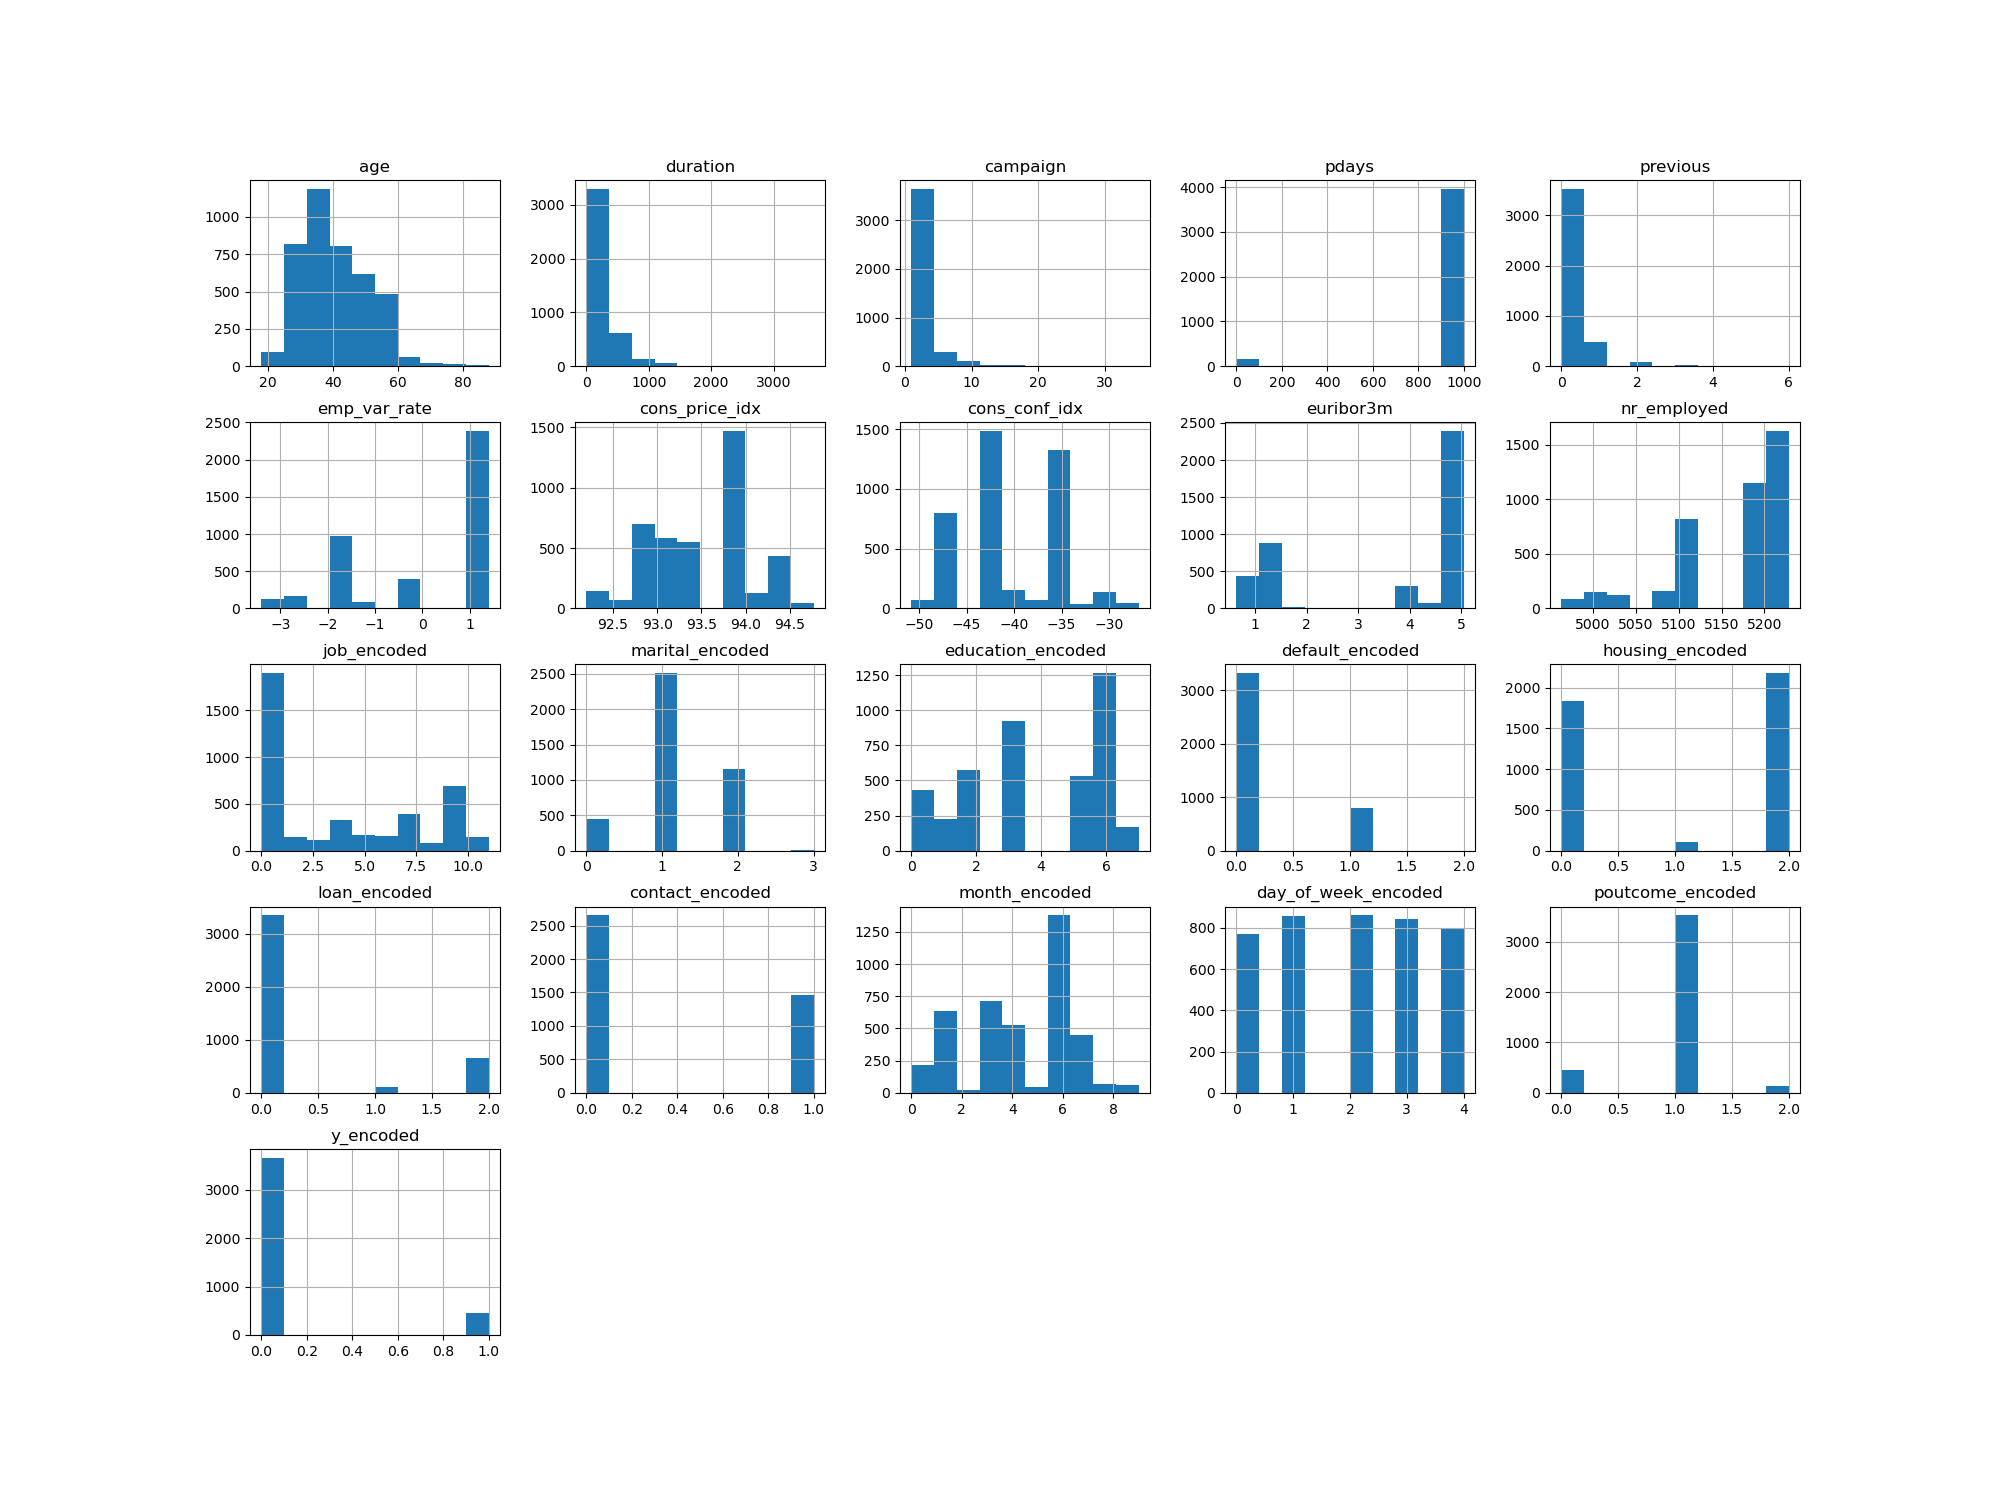 age duration campaign pdays previous
1000 750 500 250 0
20 40 60 80
3000 2000 1000 0
0 1000 2000 3000
3000 2000 1000 0
0 10 20 30
4000 3000 2000 1000 0
0 200 400 600 800 1000
3000 2000 1000 0
0 2 4 6
emp_var_rate cons_price_idx cons_conf_idx euribor3m nr_employed
2500 2000 1500 1000 500 0
−3 −2 −1 0 1
1500 1000 500 0
92.5 93.0 93.5 94.0 94.5
1500 1000 500 0
−50 −45 −40 −35 −30
2500 2000 1500 1000 500 0
1 2 3 4 5
1500 1000 500 0
5000 5050 5100 5150 5200
job_encoded marital_encoded education_encoded default_encoded housing_encoded
1500 1000 500 0
0.0 2.5 5.0 7.5 10.0
2500 2000 1500 1000 500 0
0 1 2 3
1250 1000 750 500 250 0
0 2 4 6
3000 2000 1000 0
0.0 0.5 1.0 1.5 2.0
2000 1500 1000 500 0
0.0 0.5 1.0 1.5 2.0
loan_encoded contact_encoded month_encoded day_of_week_encoded poutcome_encoded
3000 2000 1000 0
0.0 0.5 1.0 1.5 2.0
2500 2000 1500 1000 500 0
0.0 0.2 0.4 0.6 0.8 1.0
1250 1000 750 500 250 0
0 2 4 6 8
800 600 400 200 0
0 1 2 3 4
3000 2000 1000 0
0.0 0.5 1.0 1.5 2.0
y_encoded
3000 2000 1000 0
0.0 0.2 0.4 0.6 0.8 1.0